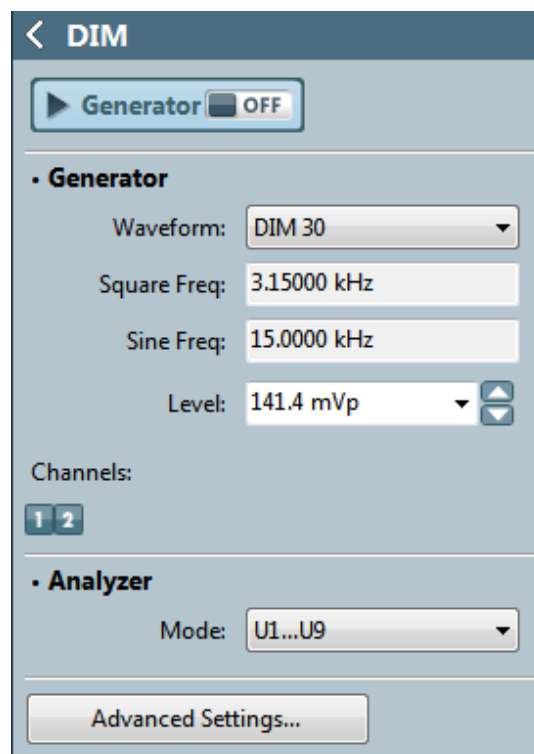 DIM
Generator OFF
• Generator
Waveform: DIM 30
Square Freq: 3.15000 kHz
Sine Freq: 15.0000 kHz
Level: 141.4 mVp
Channels:
1 2
• Analyzer
Mode: U1...U9
Advanced Settings...